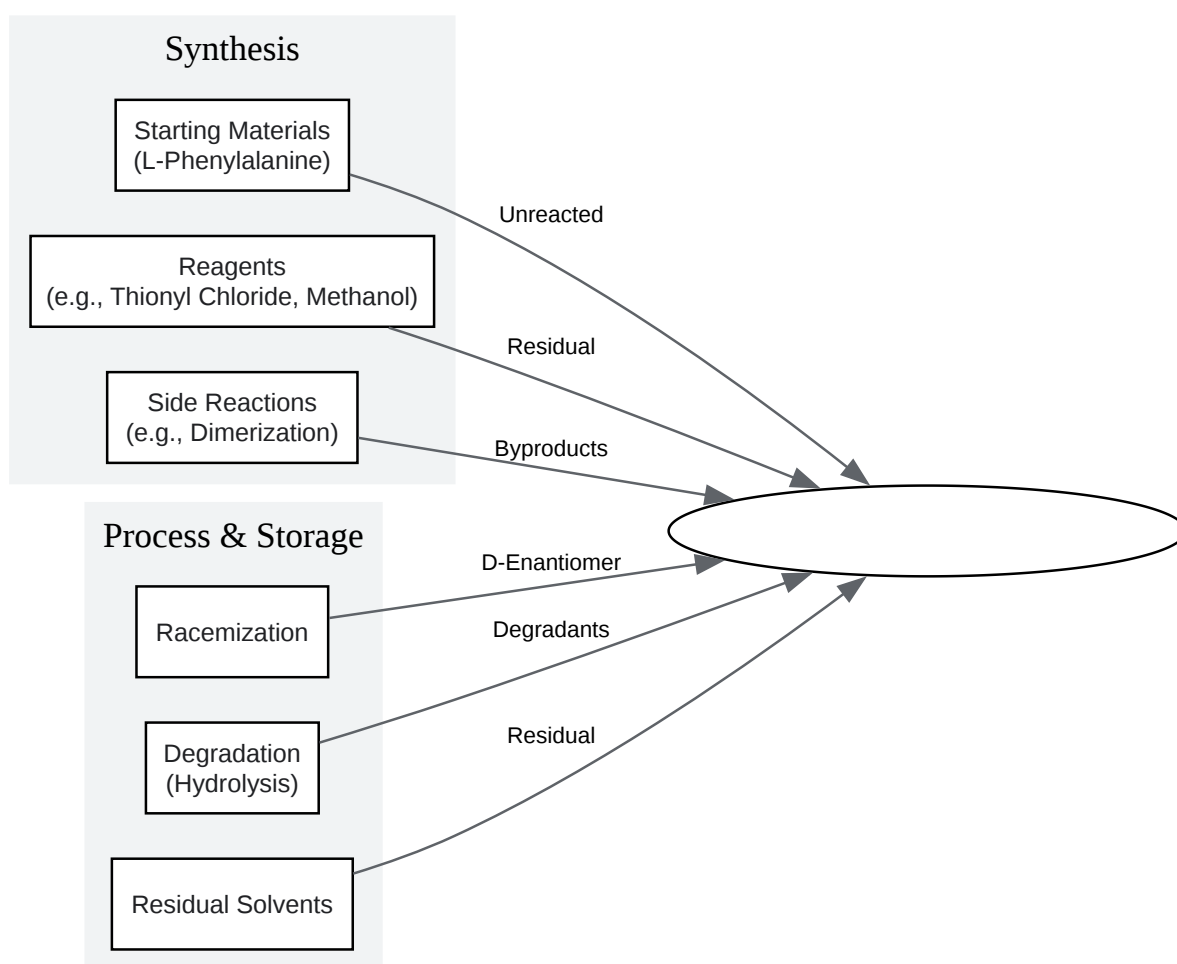 Synthesis
Starting Materials
(L-Phenylalanine)
Unreacted
Reagents
(e.g., Thionyl Chloride, Methanol)
Residual
Side Reactions
(e.g., Dimerization)
Byproducts
Process & Storage
D-Enantiomer
Racemization
Degradants
Degradation
(Hydrolysis)
Residual
Residual Solvents